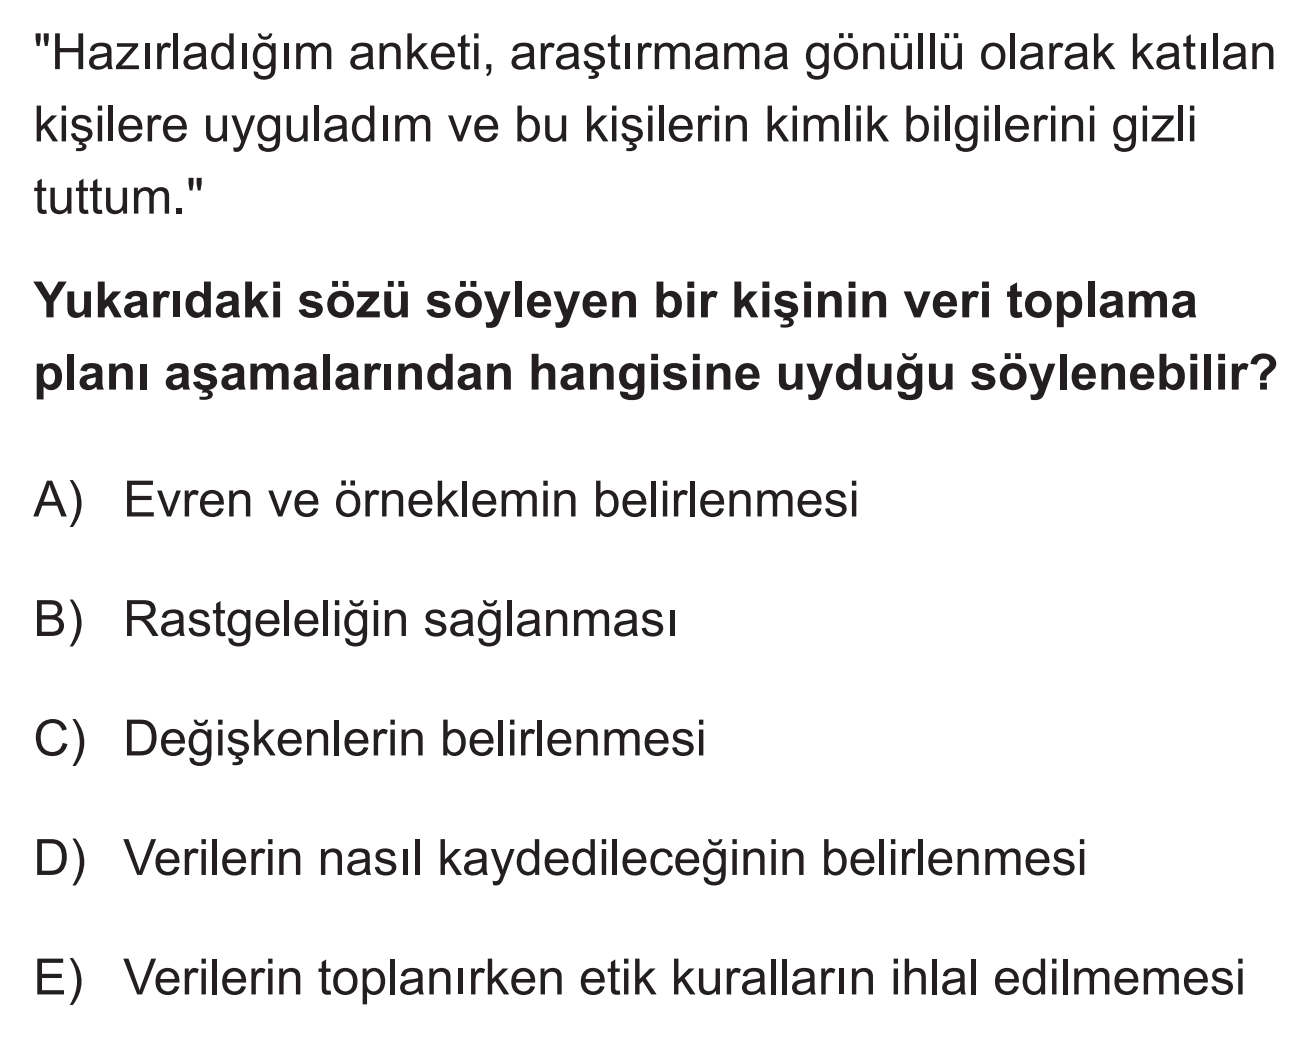 "Hazırladığım anketi, araştırmama gönüllü olarak katılan
kişilere uyguladım ve bu kişilerin kimlik bilgilerini gizli
tuttum."
Yukarıdaki sözü söyleyen bir kişinin veri toplama
planı aşamalarından hangisine uyduğu söylenebilir?
A) Evren ve örneklemin belirlenmesi
B) Rastgeleliğin sağlanması
C) Değişkenlerin belirlenmesi
D) Verilerin nasıl kaydedileceğinin belirlenmesi
E) Verilerin toplanırken etik kuralların ihlal edilmemesi